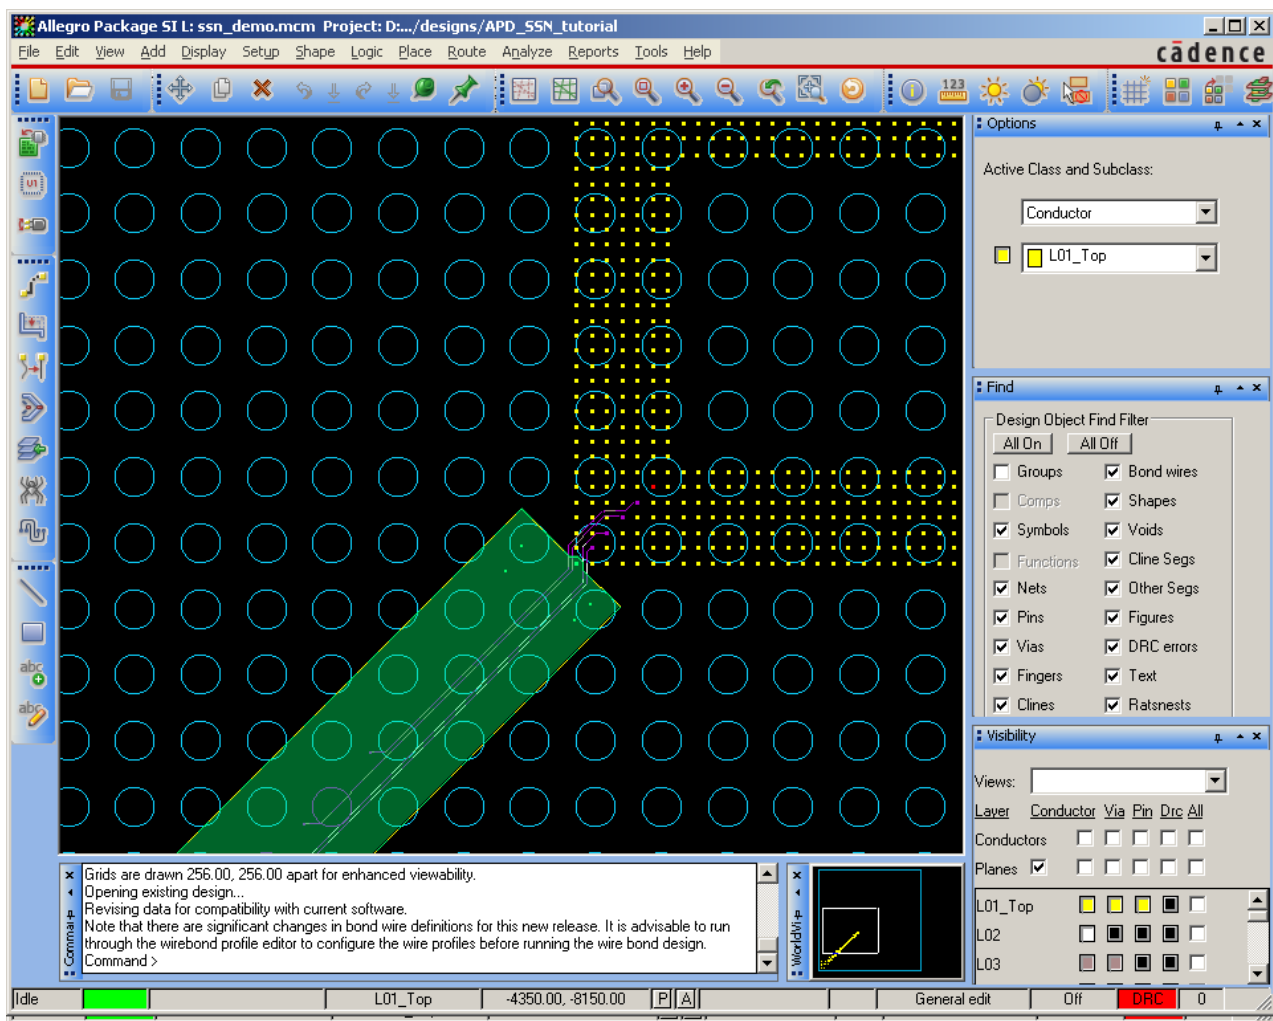 Allegro Package SI L: ssn_demo.mcm  Project: D:.../designs/APD_SSN_tutorial
File Edit View Add Display Setup Shape Logic Place Route Analyze Reports Tools Help
cādence
123
Options
Active Class and Subclass:
Conductor
L01_Top
U1
Find
Design Object Find Filter
All On All Off
Groups Bond wires
Comps Shapes
Symbols Voids
Functions Cline Segs
Nets Other Segs
Pins Figures
Vias DRC errors
Fingers Text
Clines Ratsnests
abc
abc
Visibility
Views:
Layer Conductor Via Pin Drc All
Conductors
Planes
L01_Top
L02
L03
Grids are drawn 256.00, 256.00 apart for enhanced viewability.
Opening existing design...
Revising data for compatibility with current software.
Note that there are significant changes in bond wire definitions for this new release. It is advisable to run
through the wirebond profile editor to configure the wire profiles before running the wire bond design.
Command >
WorldVi
Idle L01_Top -4350.00, -8150.00 P A General edit Off DRC 0